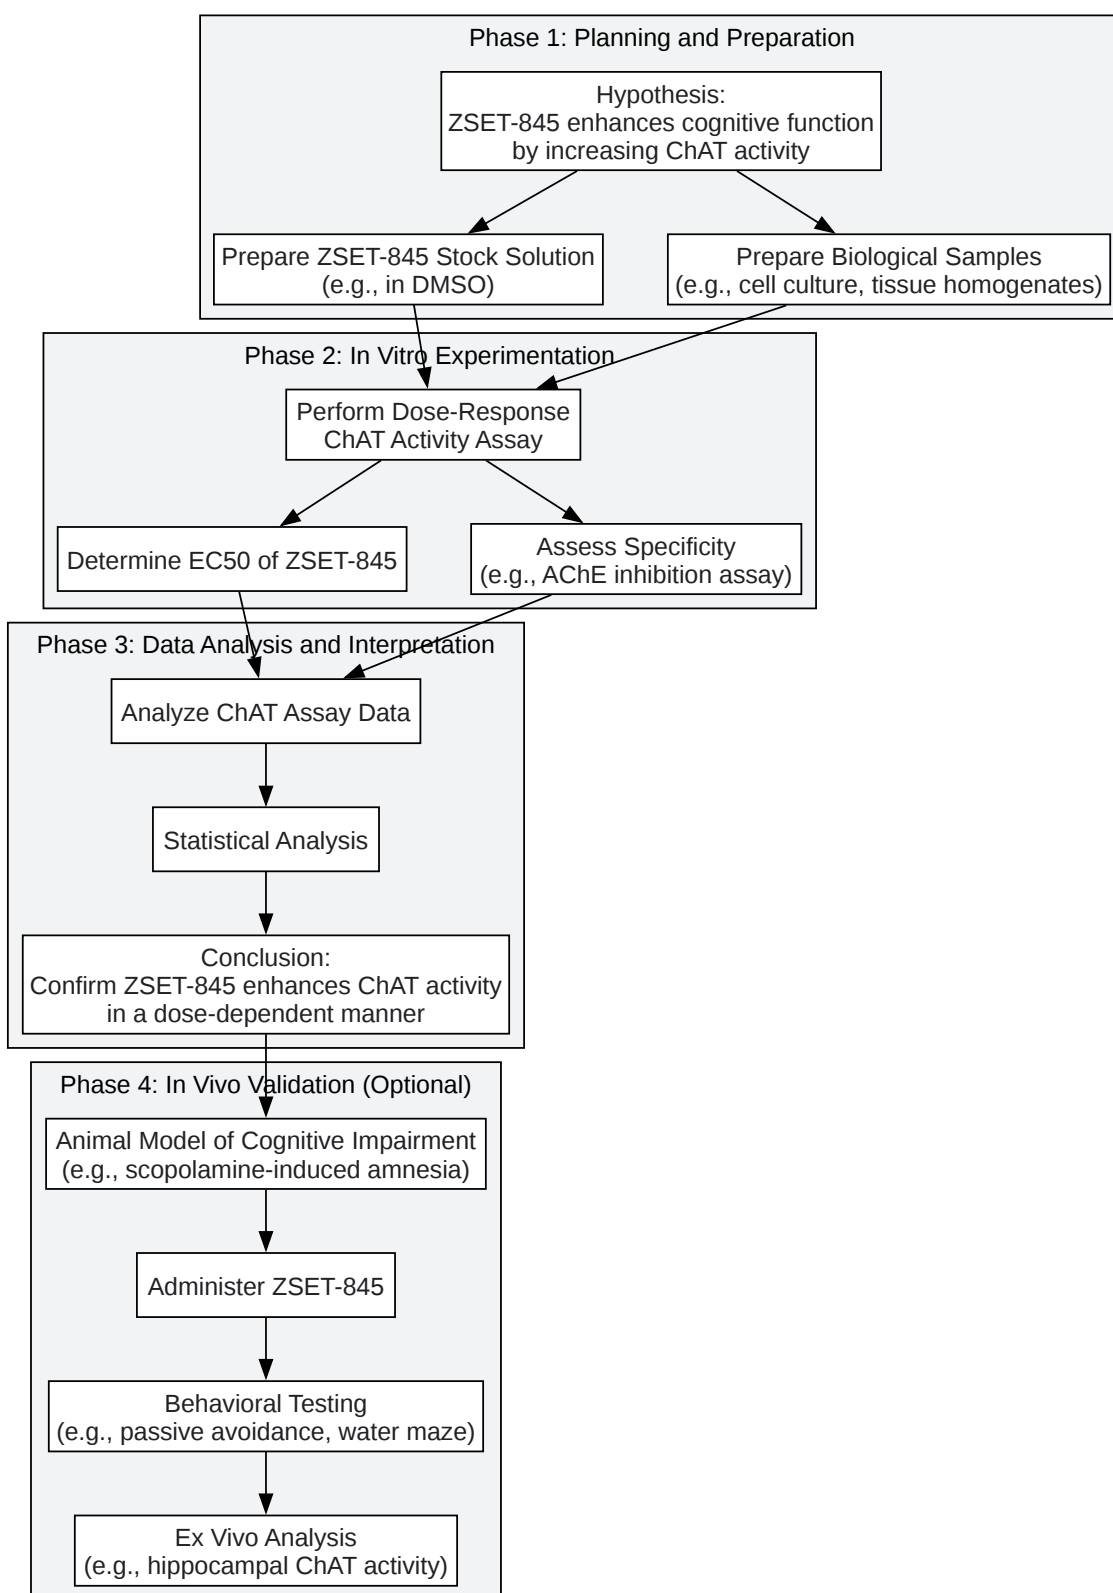 Phase 1: Planning and Preparation
Hypothesis:
ZSET-845 enhances cognitive function
by increasing ChAT activity
Prepare ZSET-845 Stock Solution
(e.g., in DMSO)
Prepare Biological Samples
(e.g., cell culture, tissue homogenates)
Phase 2: In Vitro Experimentation
Perform Dose-Response
ChAT Activity Assay
Determine EC50 of ZSET-845
Assess Specificity
(e.g., AChE inhibition assay)
Phase 3: Data Analysis and Interpretation
Analyze ChAT Assay Data
Statistical Analysis
Conclusion:
Confirm ZSET-845 enhances ChAT activity
in a dose-dependent manner
Phase 4: In Vivo Validation (Optional)
Animal Model of Cognitive Impairment
(e.g., scopolamine-induced amnesia)
Administer ZSET-845
Behavioral Testing
(e.g., passive avoidance, water maze)
Ex Vivo Analysis
(e.g., hippocampal ChAT activity)